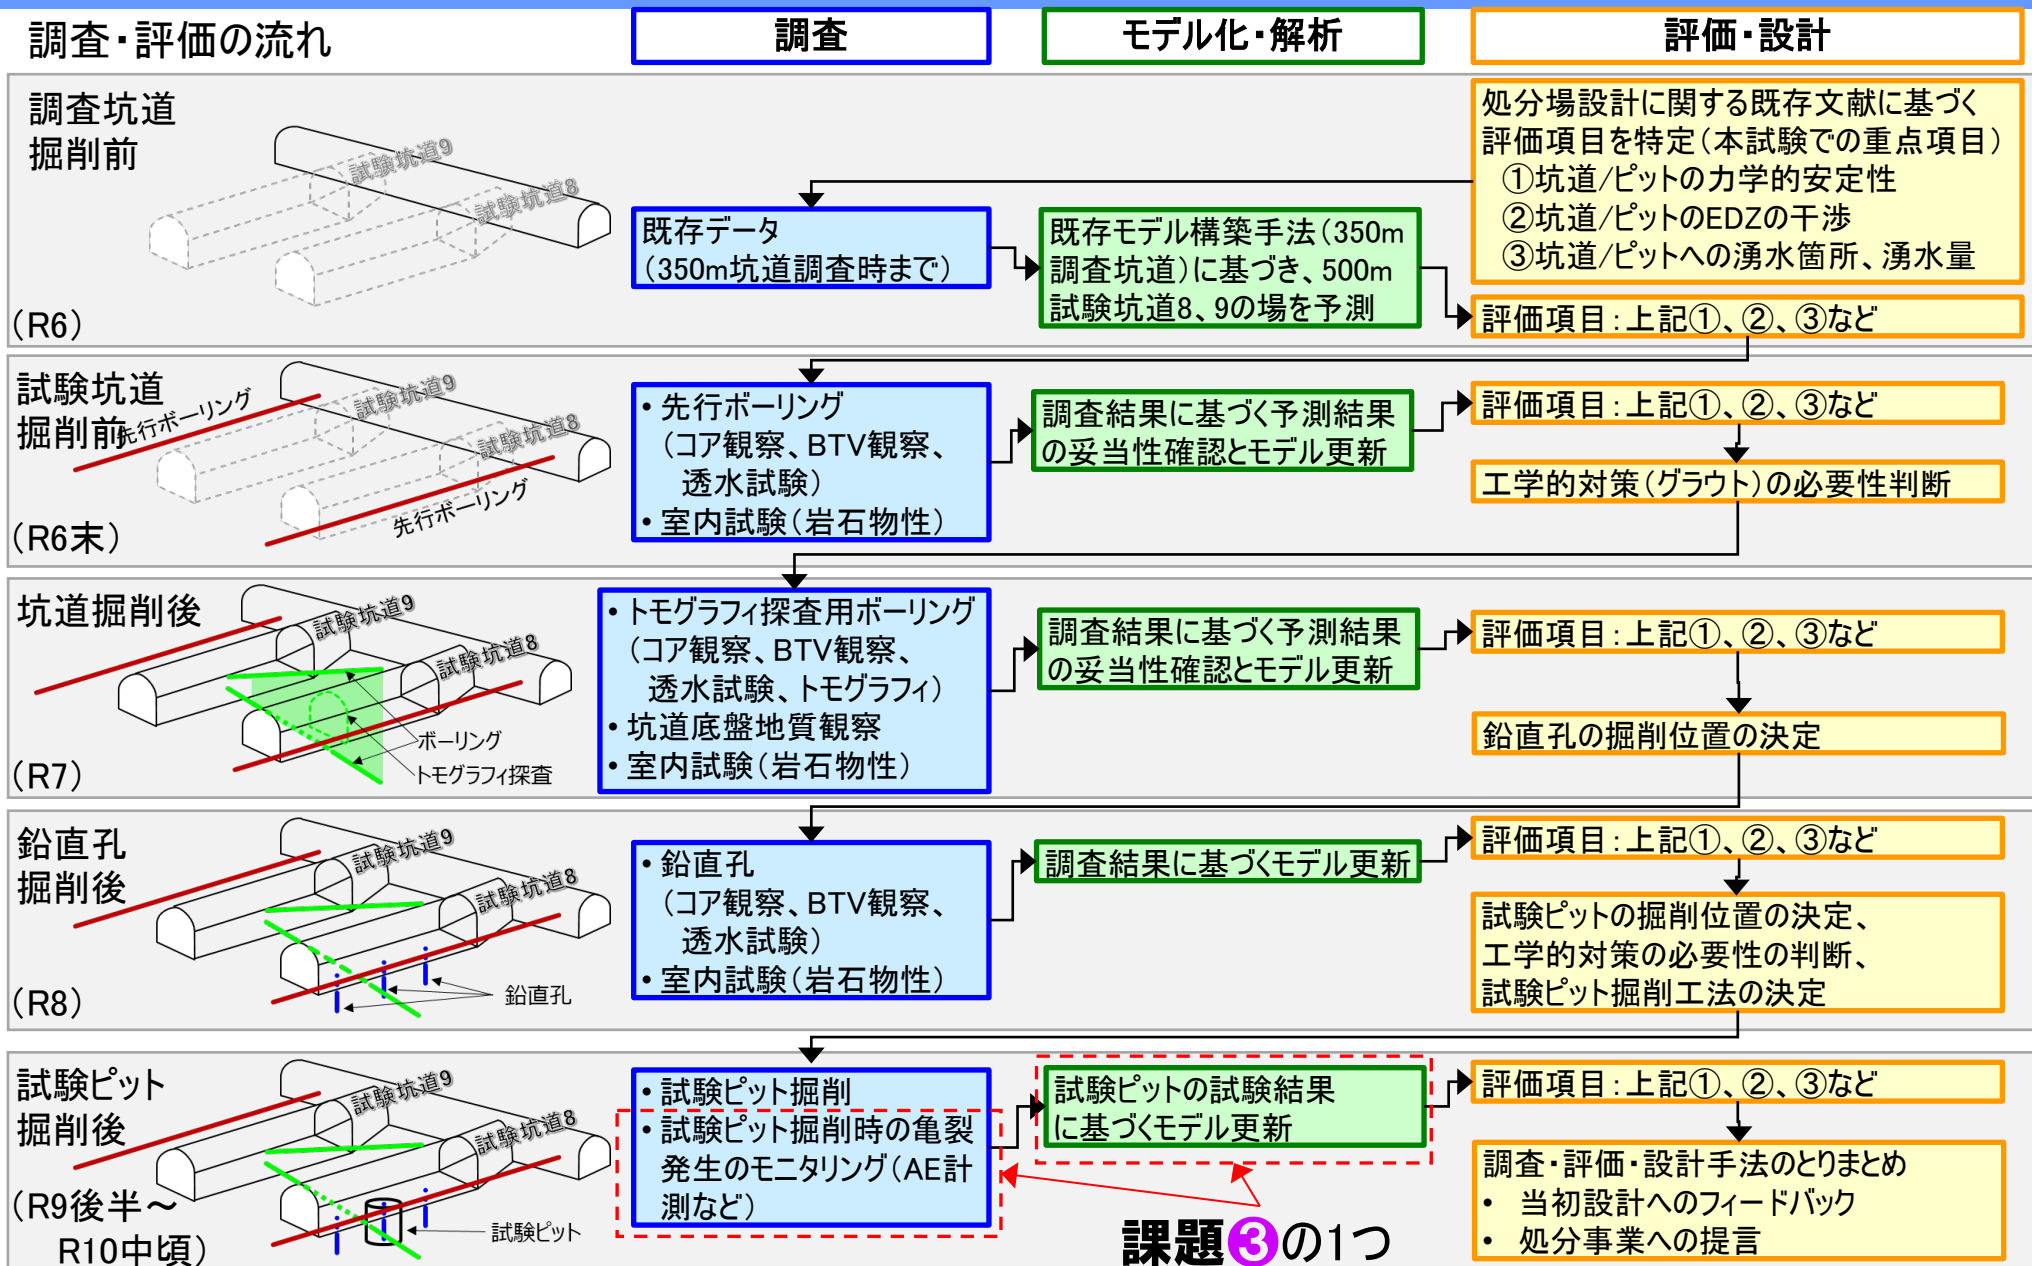 調査・評価の流れ
調査
モデル化・解析
評価・設計
調査坑道
掘削前
(R6)
試験坑道9
試験坑道8
既存データ
(350m坑道調査時まで)
既存モデル構築手法(350m
調査坑道)に基づき、500m
試験坑道8、9の場を予測
処分場設計に関する既存文献に基づく
評価項目を特定(本試験での重点項目)
①坑道/ピットの力学的安定性
②坑道/ピットのEDZの干渉
③坑道/ピットへの湧水箇所、湧水量
評価項目：上記①、②、③など
試験坑道
掘削前
(R6末)
先行ボーリング
試験坑道9
試験坑道8
先行ボーリング
・先行ボーリング
(コア観察、BTV観察、
透水試験)
・室内試験(岩石物性)
調査結果に基づく予測結果
の妥当性確認とモデル更新
評価項目：上記①、②、③など
工学的対策(グラウト)の必要性判断
坑道掘削後
(R7)
試験坑道9
試験坑道8
ボーリング
トモグラフィ探査
・トモグラフィ探査用ボーリング
(コア観察、BTV観察、
透水試験、トモグラフィ)
・坑道底盤地質観察
・室内試験(岩石物性)
調査結果に基づく予測結果
の妥当性確認とモデル更新
評価項目：上記①、②、③など
鉛直孔の掘削位置の決定
鉛直孔
掘削後
(R8)
試験坑道9
試験坑道8
鉛直孔
・鉛直孔
(コア観察、BTV観察、
透水試験)
・室内試験(岩石物性)
調査結果に基づくモデル更新
評価項目：上記①、②、③など
試験ピットの掘削位置の決定、
工学的対策の必要性の判断、
試験ピット掘削工法の決定
試験ピット
掘削後
(R9後半～
R10中頃)
試験坑道9
試験坑道8
試験ピット
・試験ピット掘削
・試験ピット掘削時の亀裂
発生のモニタリング(AE計
測など)
試験ピットの試験結果
に基づくモデル更新
課題❸の1つ
評価項目：上記①、②、③など
調査・評価・設計手法のとりまとめ
• 当初設計へのフィードバック
• 処分事業への提言